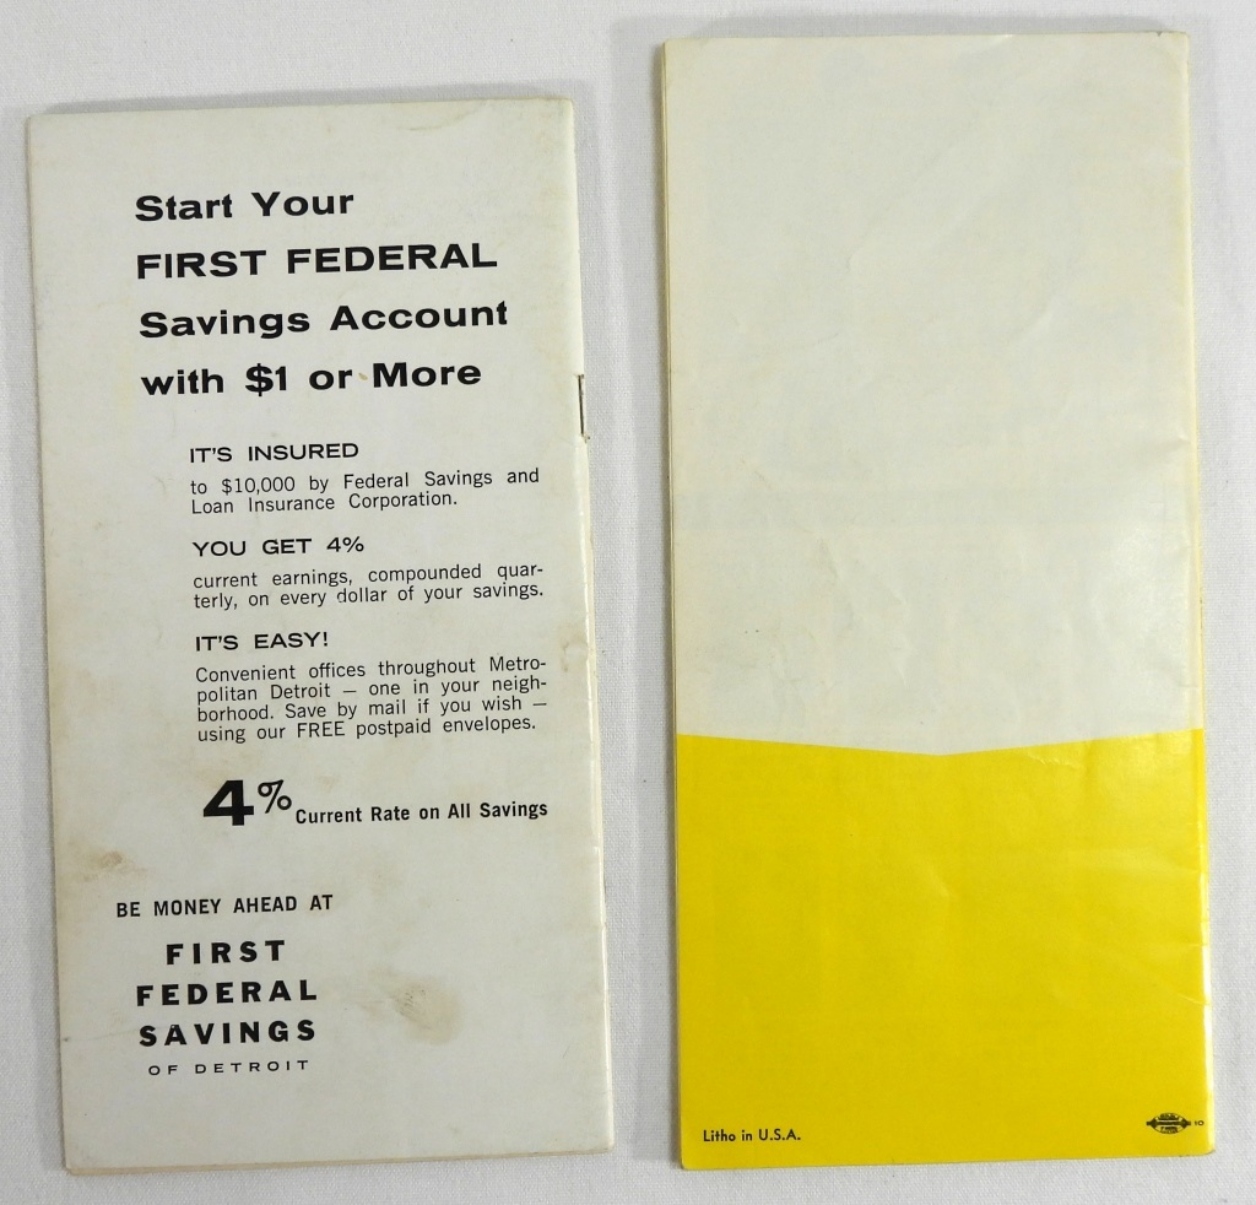 Start Your
FIRST FEDERAL
Savings Account
with $1 or More
IT'S INSURED
to $10,000 by Federal Savings and
Loan Insurance Corporation.
YOU GET 4%
current earnings, compounded quar-
terly, on every dollar of your savings.
IT'S EASY!
Convenient offices throughout Metro-
politan Detroit — one in your neigh-
borhood. Save by mail if you wish —
using our FREE postpaid envelopes.
4% Current Rate on All Savings
BE MONEY AHEAD AT
FIRST
FEDERAL
SAVINGS
OF DETROIT
Litho in U.S.A.
10